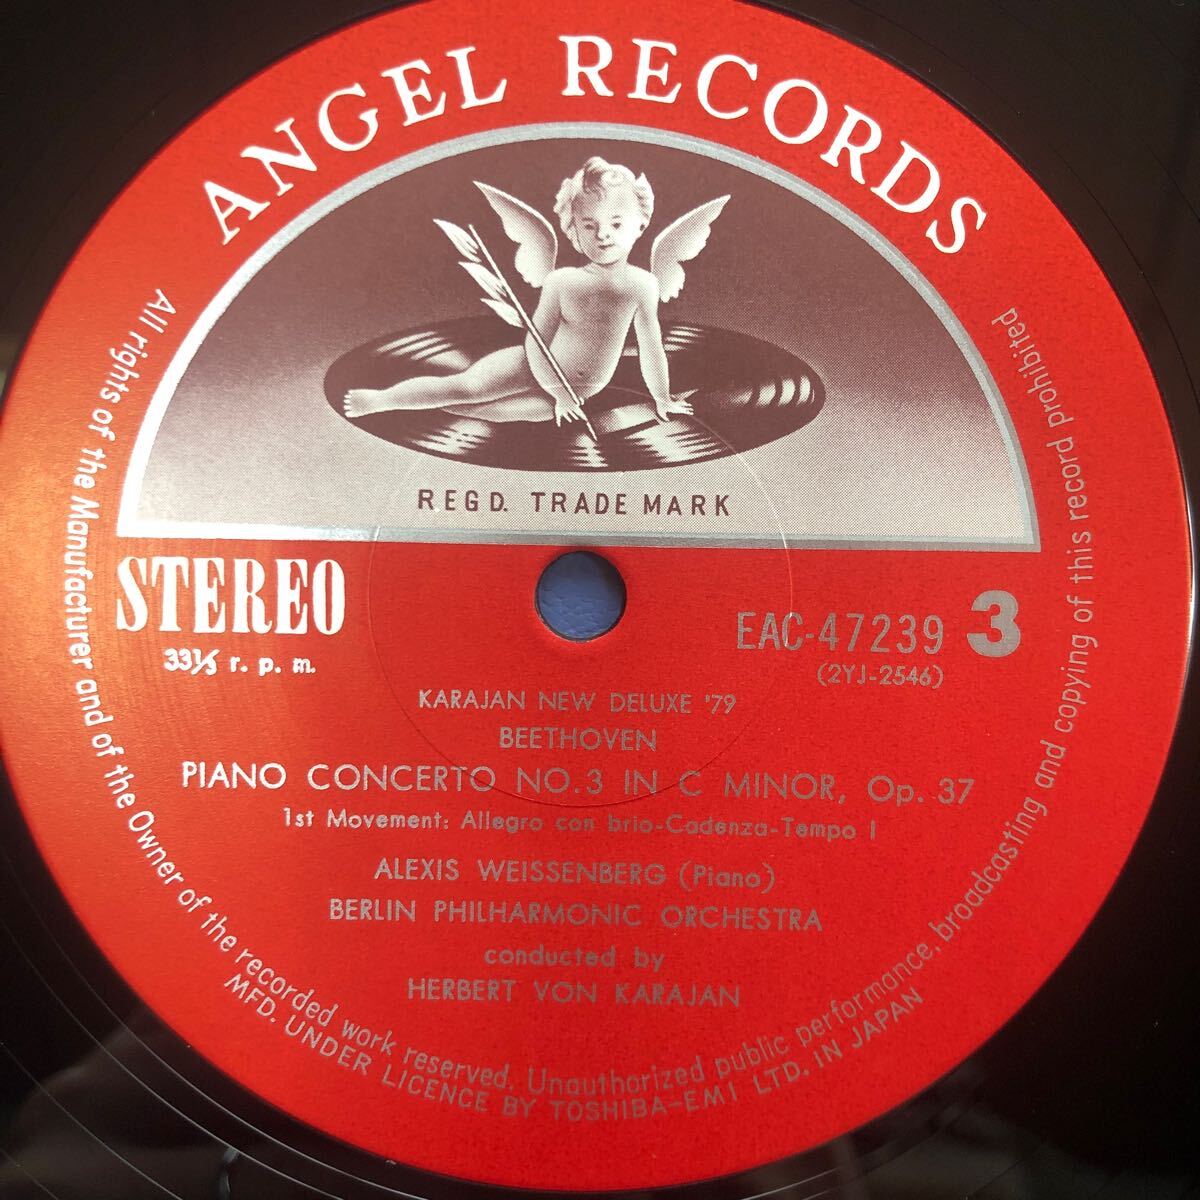 ANGEL RECORDS
REGD. TRADE MARK
STEREO
33⅓ r. p. m.
EAC-47239 3
(2YJ-2546)
KARAJAN NEW DELUXE '79
BEETHOVEN
PIANO CONCERTO NO.3 IN C MINOR, Op. 37
1st Movement: Allegro con brio-Cadenza-Tempo I
ALEXIS WEISSENBERG (Piano)
BERLIN PHILHARMONIC ORCHESTRA
conducted by
HERBERT VON KARAJAN
All rights of the Manufacturer and of the Owner of the recorded work reserved. Unauthorized public performance, broadcasting and copying of this record prohibited
MFD. UNDER LICENCE BY TOSHIBA-EMI LTD. IN JAPAN